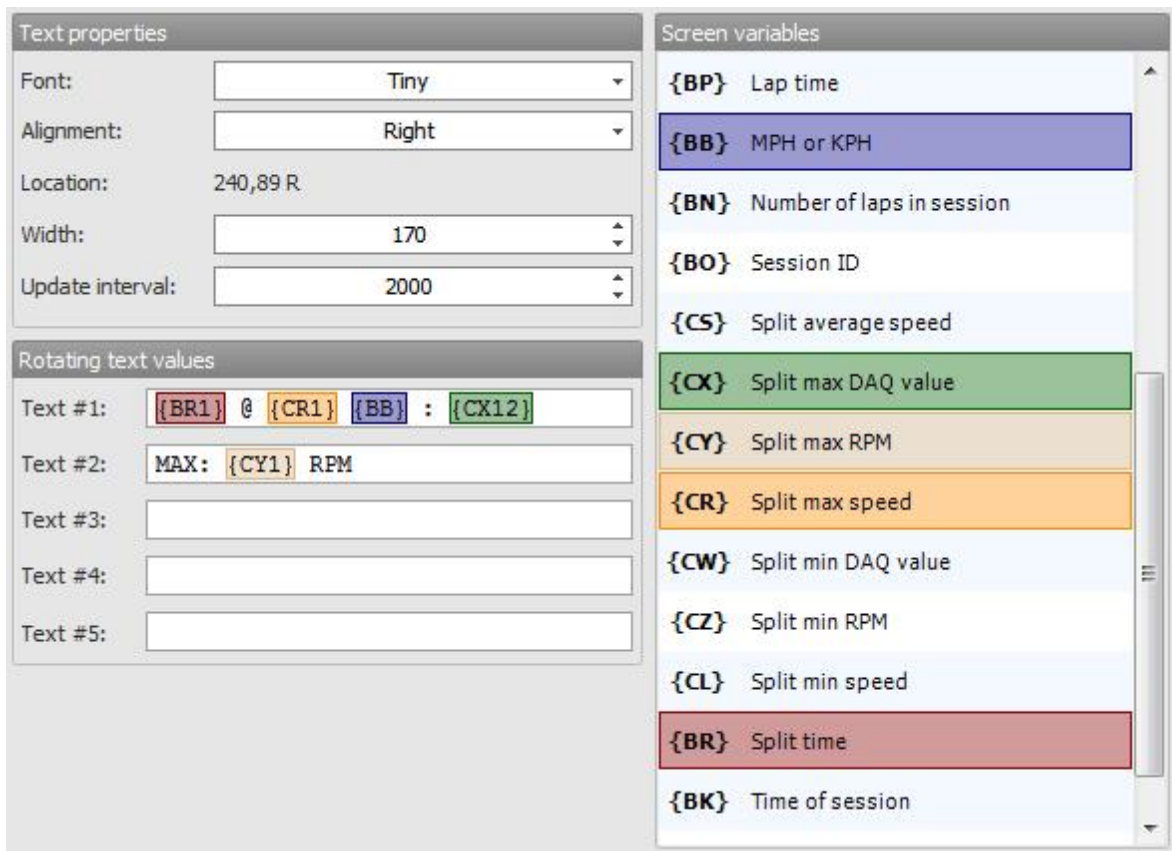 Text properties
Font: Tiny
Alignment: Right
Location: 240,89 R
Width: 170
Update interval: 2000
Rotating text values
Text #1: {BR1} @ {CR1} {BB} : {CX12}
Text #2: MAX: {CY1} RPM
Text #3:
Text #4:
Text #5:
Screen variables
{BP} Lap time
{BB} MPH or KPH
{BN} Number of laps in session
{BO} Session ID
{CS} Split average speed
{CX} Split max DAQ value
{CY} Split max RPM
{CR} Split max speed
{CW} Split min DAQ value
{CZ} Split min RPM
{CL} Split min speed
{BR} Split time
{BK} Time of session